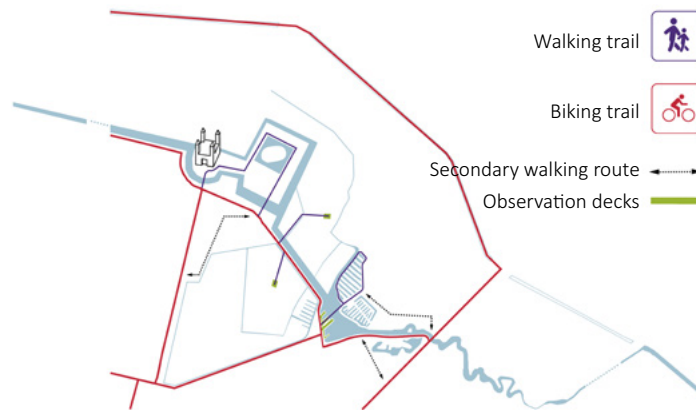 Walking trail
Biking trail
Secondary walking route
Observation decks